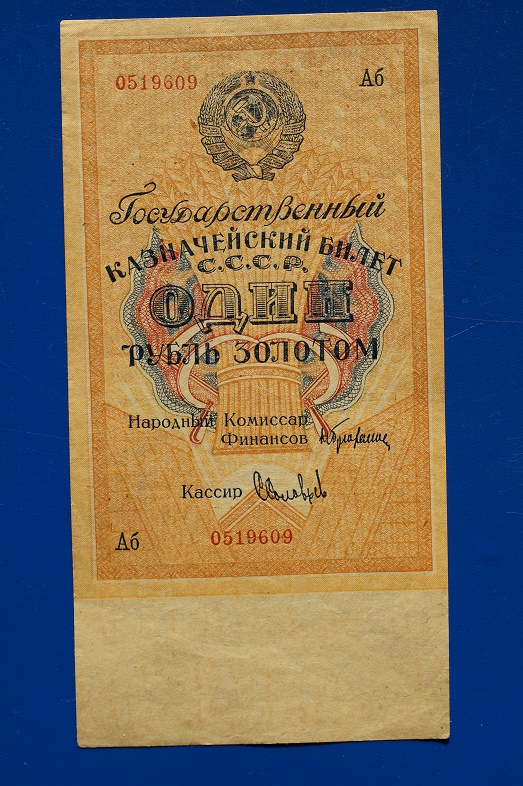 0519609 Аб
Государственный
КАЗНАЧЕЙСКИЙ БИЛЕТ
С.С.С.Р.
ОДИН
РУБЛЬ ЗОЛОТОМ
Народный Комиссар
Финансов
Кассир
Аб 0519609